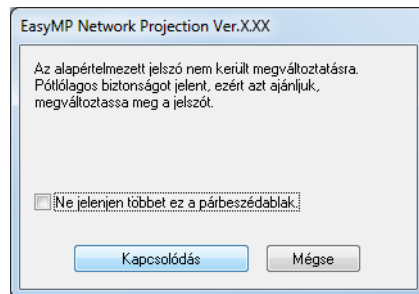 EasyMP Network Projection Ver.X.XX
Az alapértelmezett jelszó nem került megváltoztatásra.
Pótlólagos biztonságot jelent, ezért azt ajánljuk,
megváltoztassa meg a jelszót.
Ne jelenjen többet ez a párbeszédablak.
Kapcsolódás
Mégse